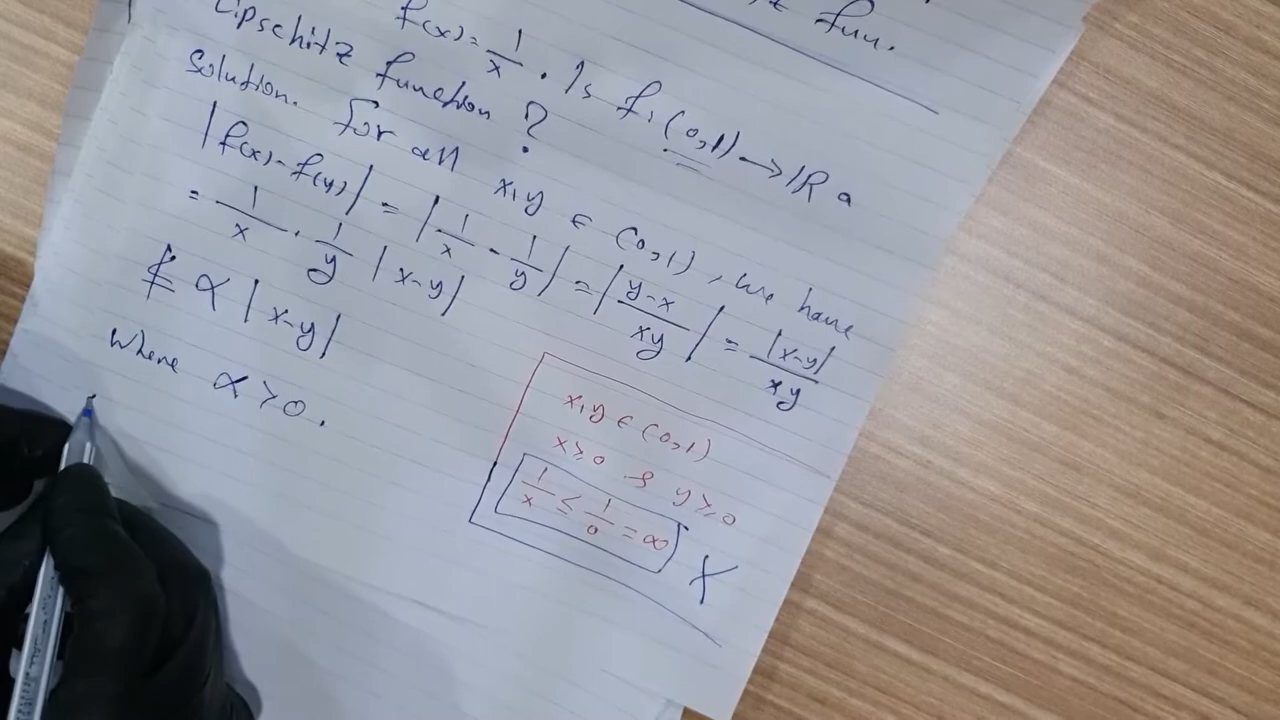 fun.
f(x) = 1/x . Is f: (0,1) → IR a
Lipschitz function ?
Solution. For all x,y ∈ (0,1), we have
|f(x) - f(y)| = |1/x - 1/y| = |y-x/xy| = |x-y|/xy
= 1/x . 1/y |x-y|
≰ α |x-y|
where α > 0.
x,y ∈ (0,1)
x ≥ 0 & y ≥ 0
1/x ≤ 1/0 = ∞ X